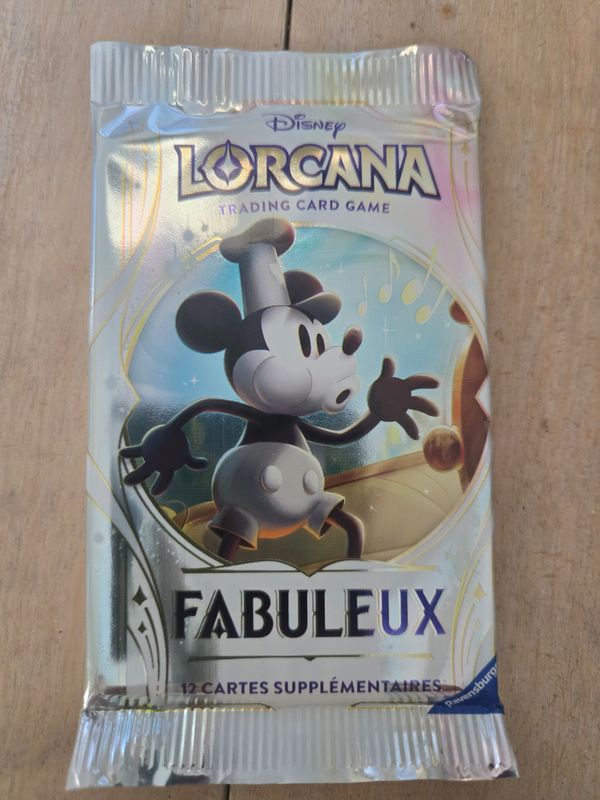 Disney
LORCANA
TRADING CARD GAME
FABULEUX
12 CARTES SUPPLÉMENTAIRES
Ravensburger